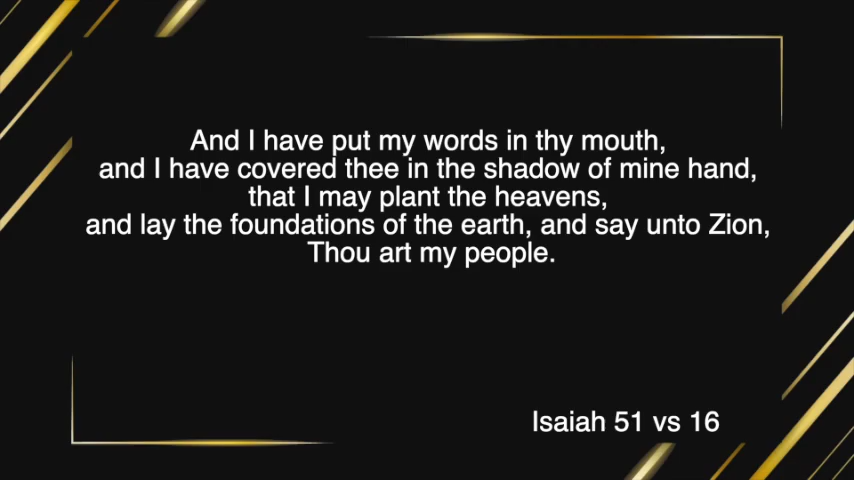 And I have put my words in thy mouth,
and I have covered thee in the shadow of mine hand,
that I may plant the heavens,
and lay the foundations of the earth, and say unto Zion,
Thou art my people.
Isaiah 51 vs 16